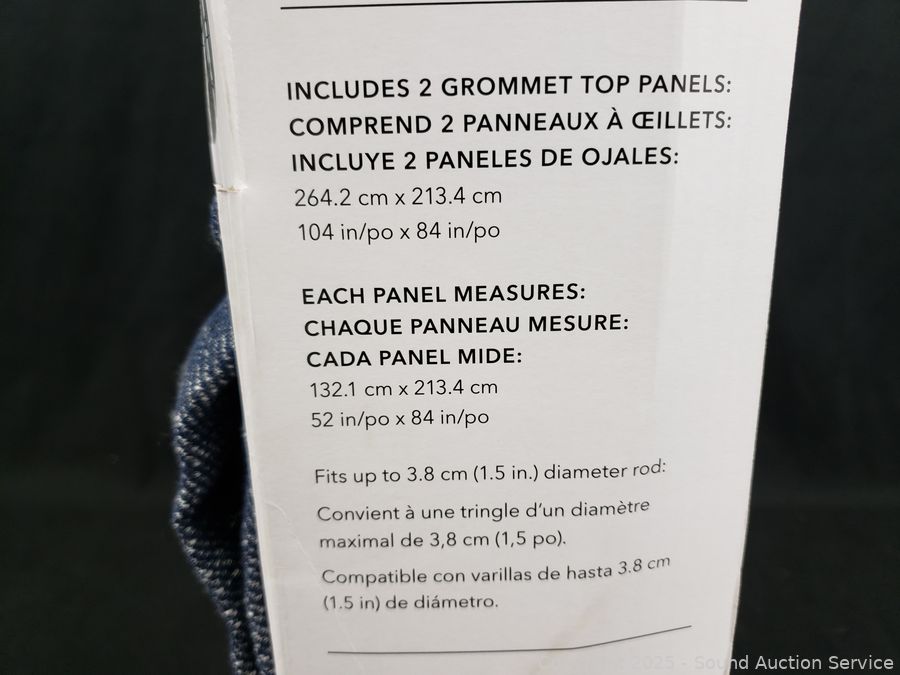 INCLUDES 2 GROMMET TOP PANELS:
COMPREND 2 PANNEAUX À ŒILLETS:
INCLUYE 2 PANELES DE OJALES:
264.2 cm x 213.4 cm
104 in/po x 84 in/po
EACH PANEL MEASURES:
CHAQUE PANNEAU MESURE:
CADA PANEL MIDE:
132.1 cm x 213.4 cm
52 in/po x 84 in/po
Fits up to 3.8 cm (1.5 in.) diameter rod:
Convient à une tringle d'un diamètre
maximal de 3,8 cm (1,5 po).
Compatible con varillas de hasta 3.8 cm
(1.5 in) de diámetro.
Copyright 2025 - Sound Auction Service